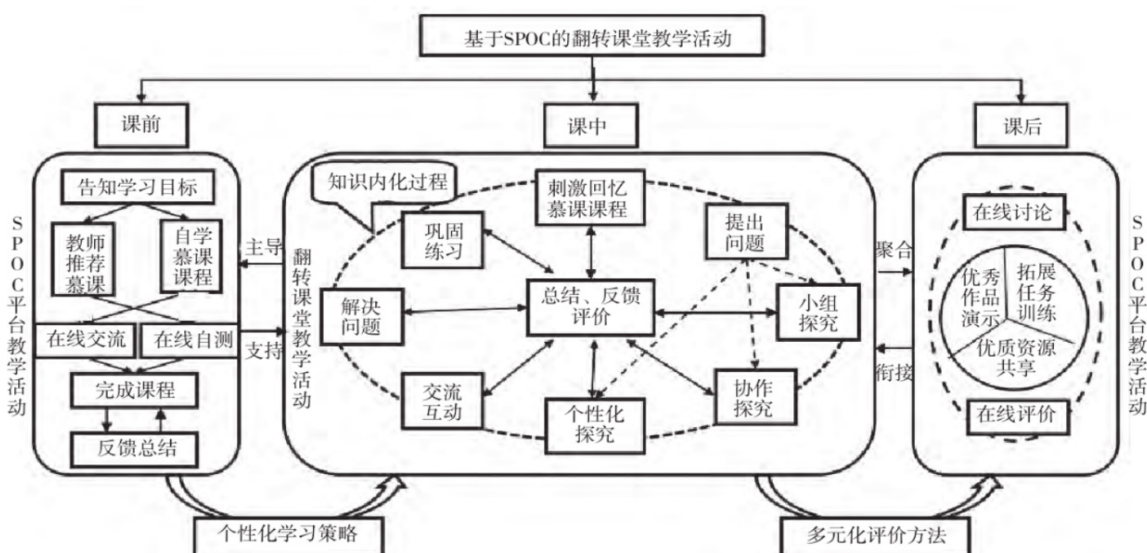 基于SPOC的翻转课堂教学活动
课前
课中
课后
SPOC平台教学活动
告知学习目标
教师
推荐
慕课
自学
慕课
课程
在线交流
在线自测
完成课程
反馈总结
主导
支持
翻转课堂教学活动
知识内化过程
刺激回忆
慕课课程
提出
问题
巩固
练习
解决
问题
总结、反馈
评价
小组
探究
交流
互动
个性化
探究
协作
探究
聚合
衔接
在线讨论
优秀
作品
演示
拓展
任务
训练
优质资源
共享
在线评价
SPOC平台教学活动
个性化学习策略
多元化评价方法